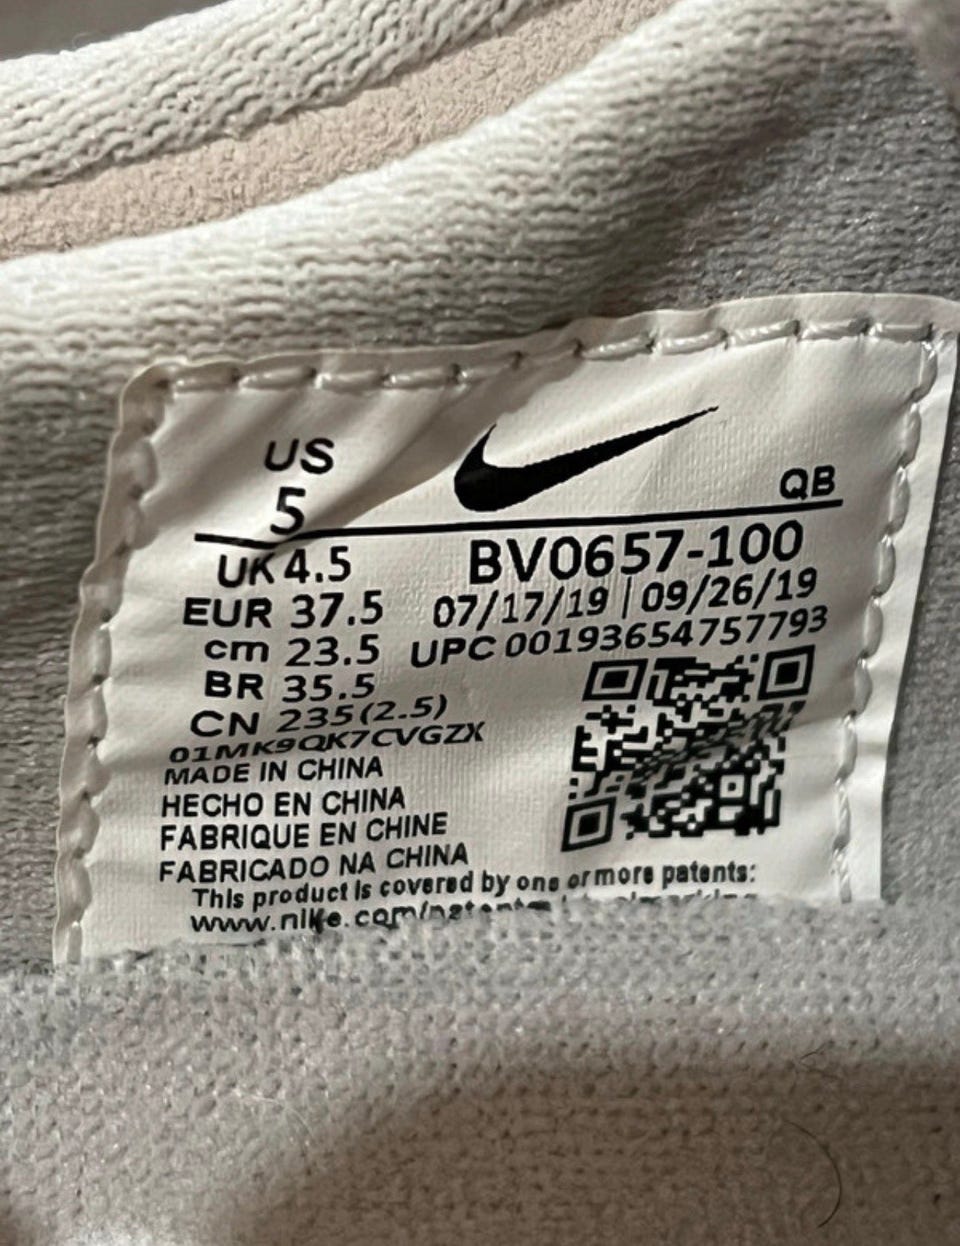 US
5
QB
UK 4.5
BV0657-100
EUR 37.5
07/17/19 | 09/26/19
cm 23.5
UPC 00193654757793
BR 35.5
CN 235(2.5)
01MK9QK7CVGZX
MADE IN CHINA
HECHO EN CHINA
FABRIQUE EN CHINE
FABRICADO NA CHINA
This product is covered by one or more patents:
www.nike.com/patents